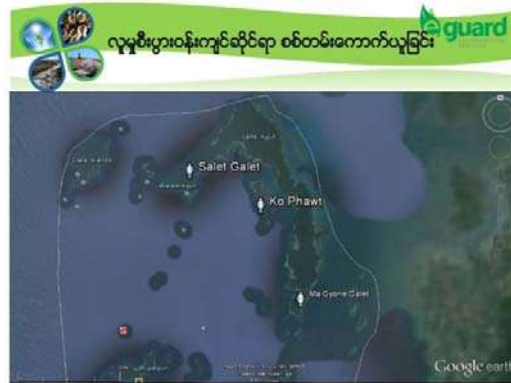 လူမှုစီးပွားဝန်းကျင်ဆိုင်ရာ စစ်တမ်းကောက်ယူခြင်း
eguard
Salet Galet
Ko Phawt
Ma Gyone Galet
S
Google earth